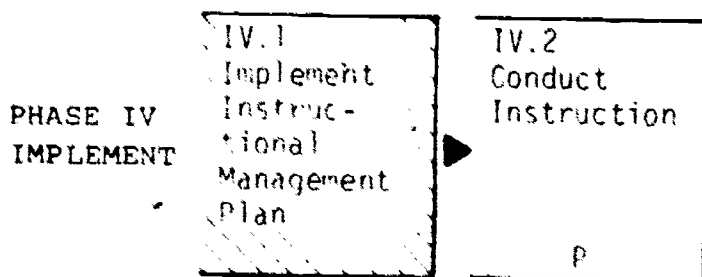 PHASE IV
IMPLEMENT
IV.1
Implement
Instruc-
tional
Management
Plan
IV.2
Conduct
Instruction
P